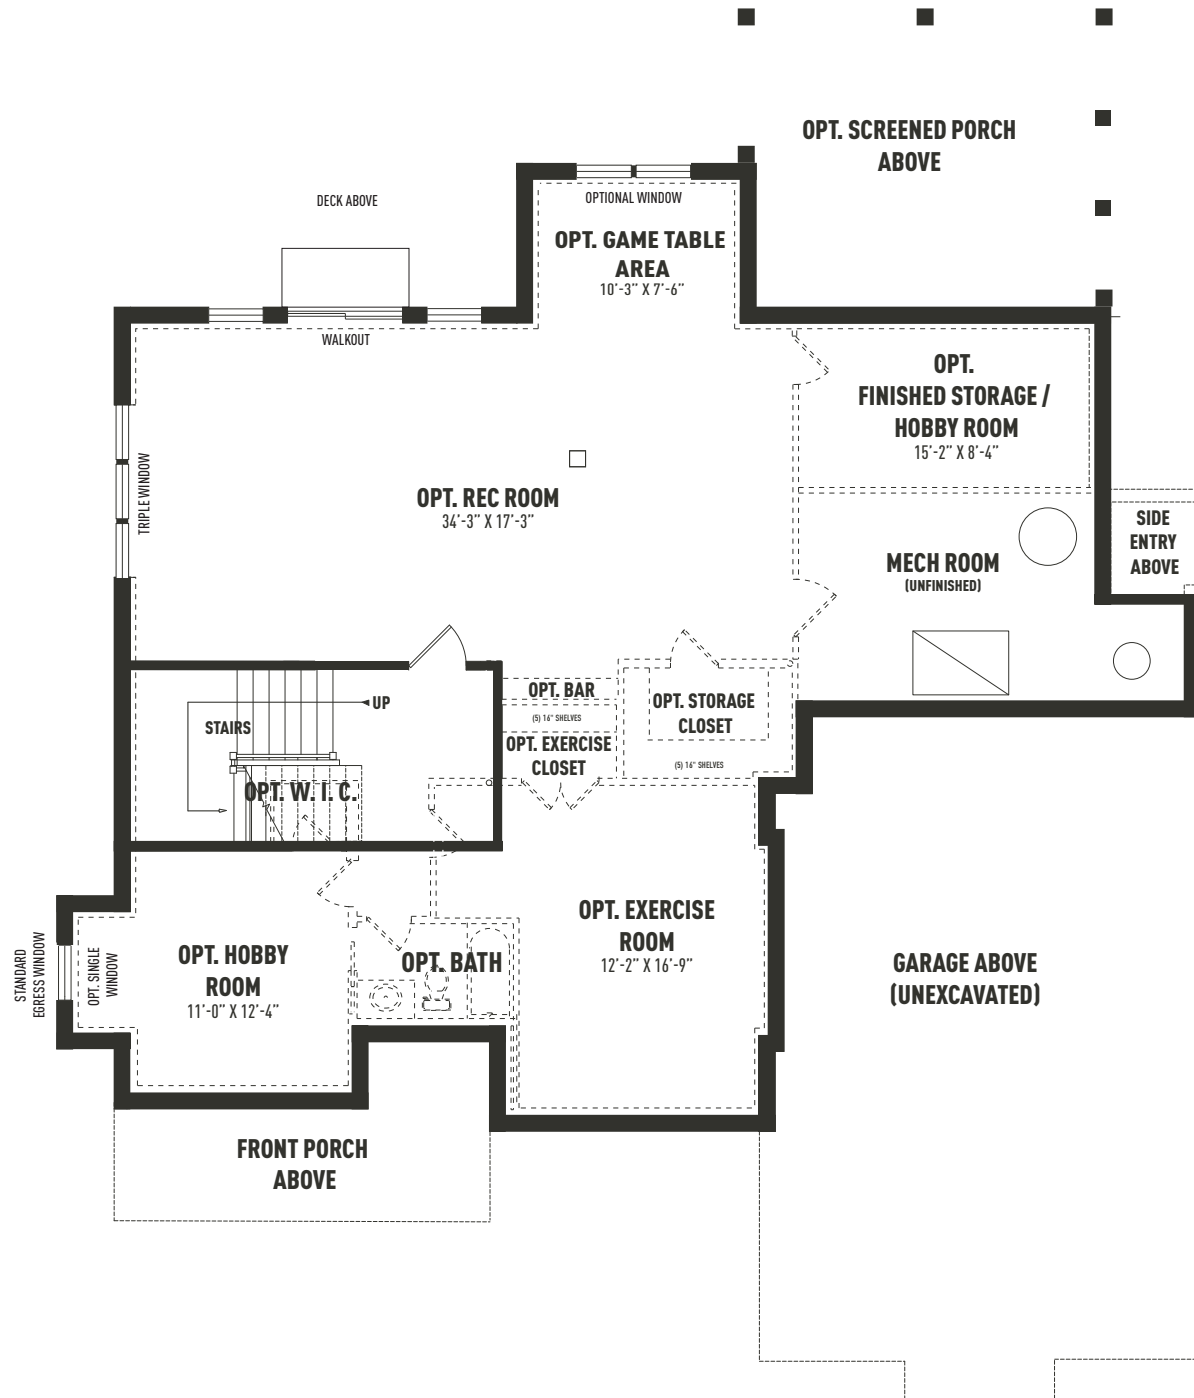 OPT. SCREENED PORCH
ABOVE
DECK ABOVE
OPTIONAL WINDOW
OPT. GAME TABLE
AREA
10'-3" X 7'-6"
WALKOUT
OPT.
FINISHED STORAGE /
HOBBY ROOM
15'-2" X 8'-4"
TRIPLE WINDOW
OPT. REC ROOM
34'-3" X 17'-3"
SIDE
ENTRY
ABOVE
MECH ROOM
(UNFINISHED)
UP
STAIRS
OPT. BAR
(5) 16" SHELVES
OPT. STORAGE
CLOSET
OPT. EXERCISE
CLOSET
(5) 16" SHELVES
OPT. W. I. C.
OPT. EXERCISE
ROOM
12'-2" X 16'-9"
STANDARD
EGRESS WINDOW
OPT. SINGLE
WINDOW
OPT. HOBBY
ROOM
11'-0" X 12'-4"
OPT. BATH
GARAGE ABOVE
(UNEXCAVATED)
FRONT PORCH
ABOVE